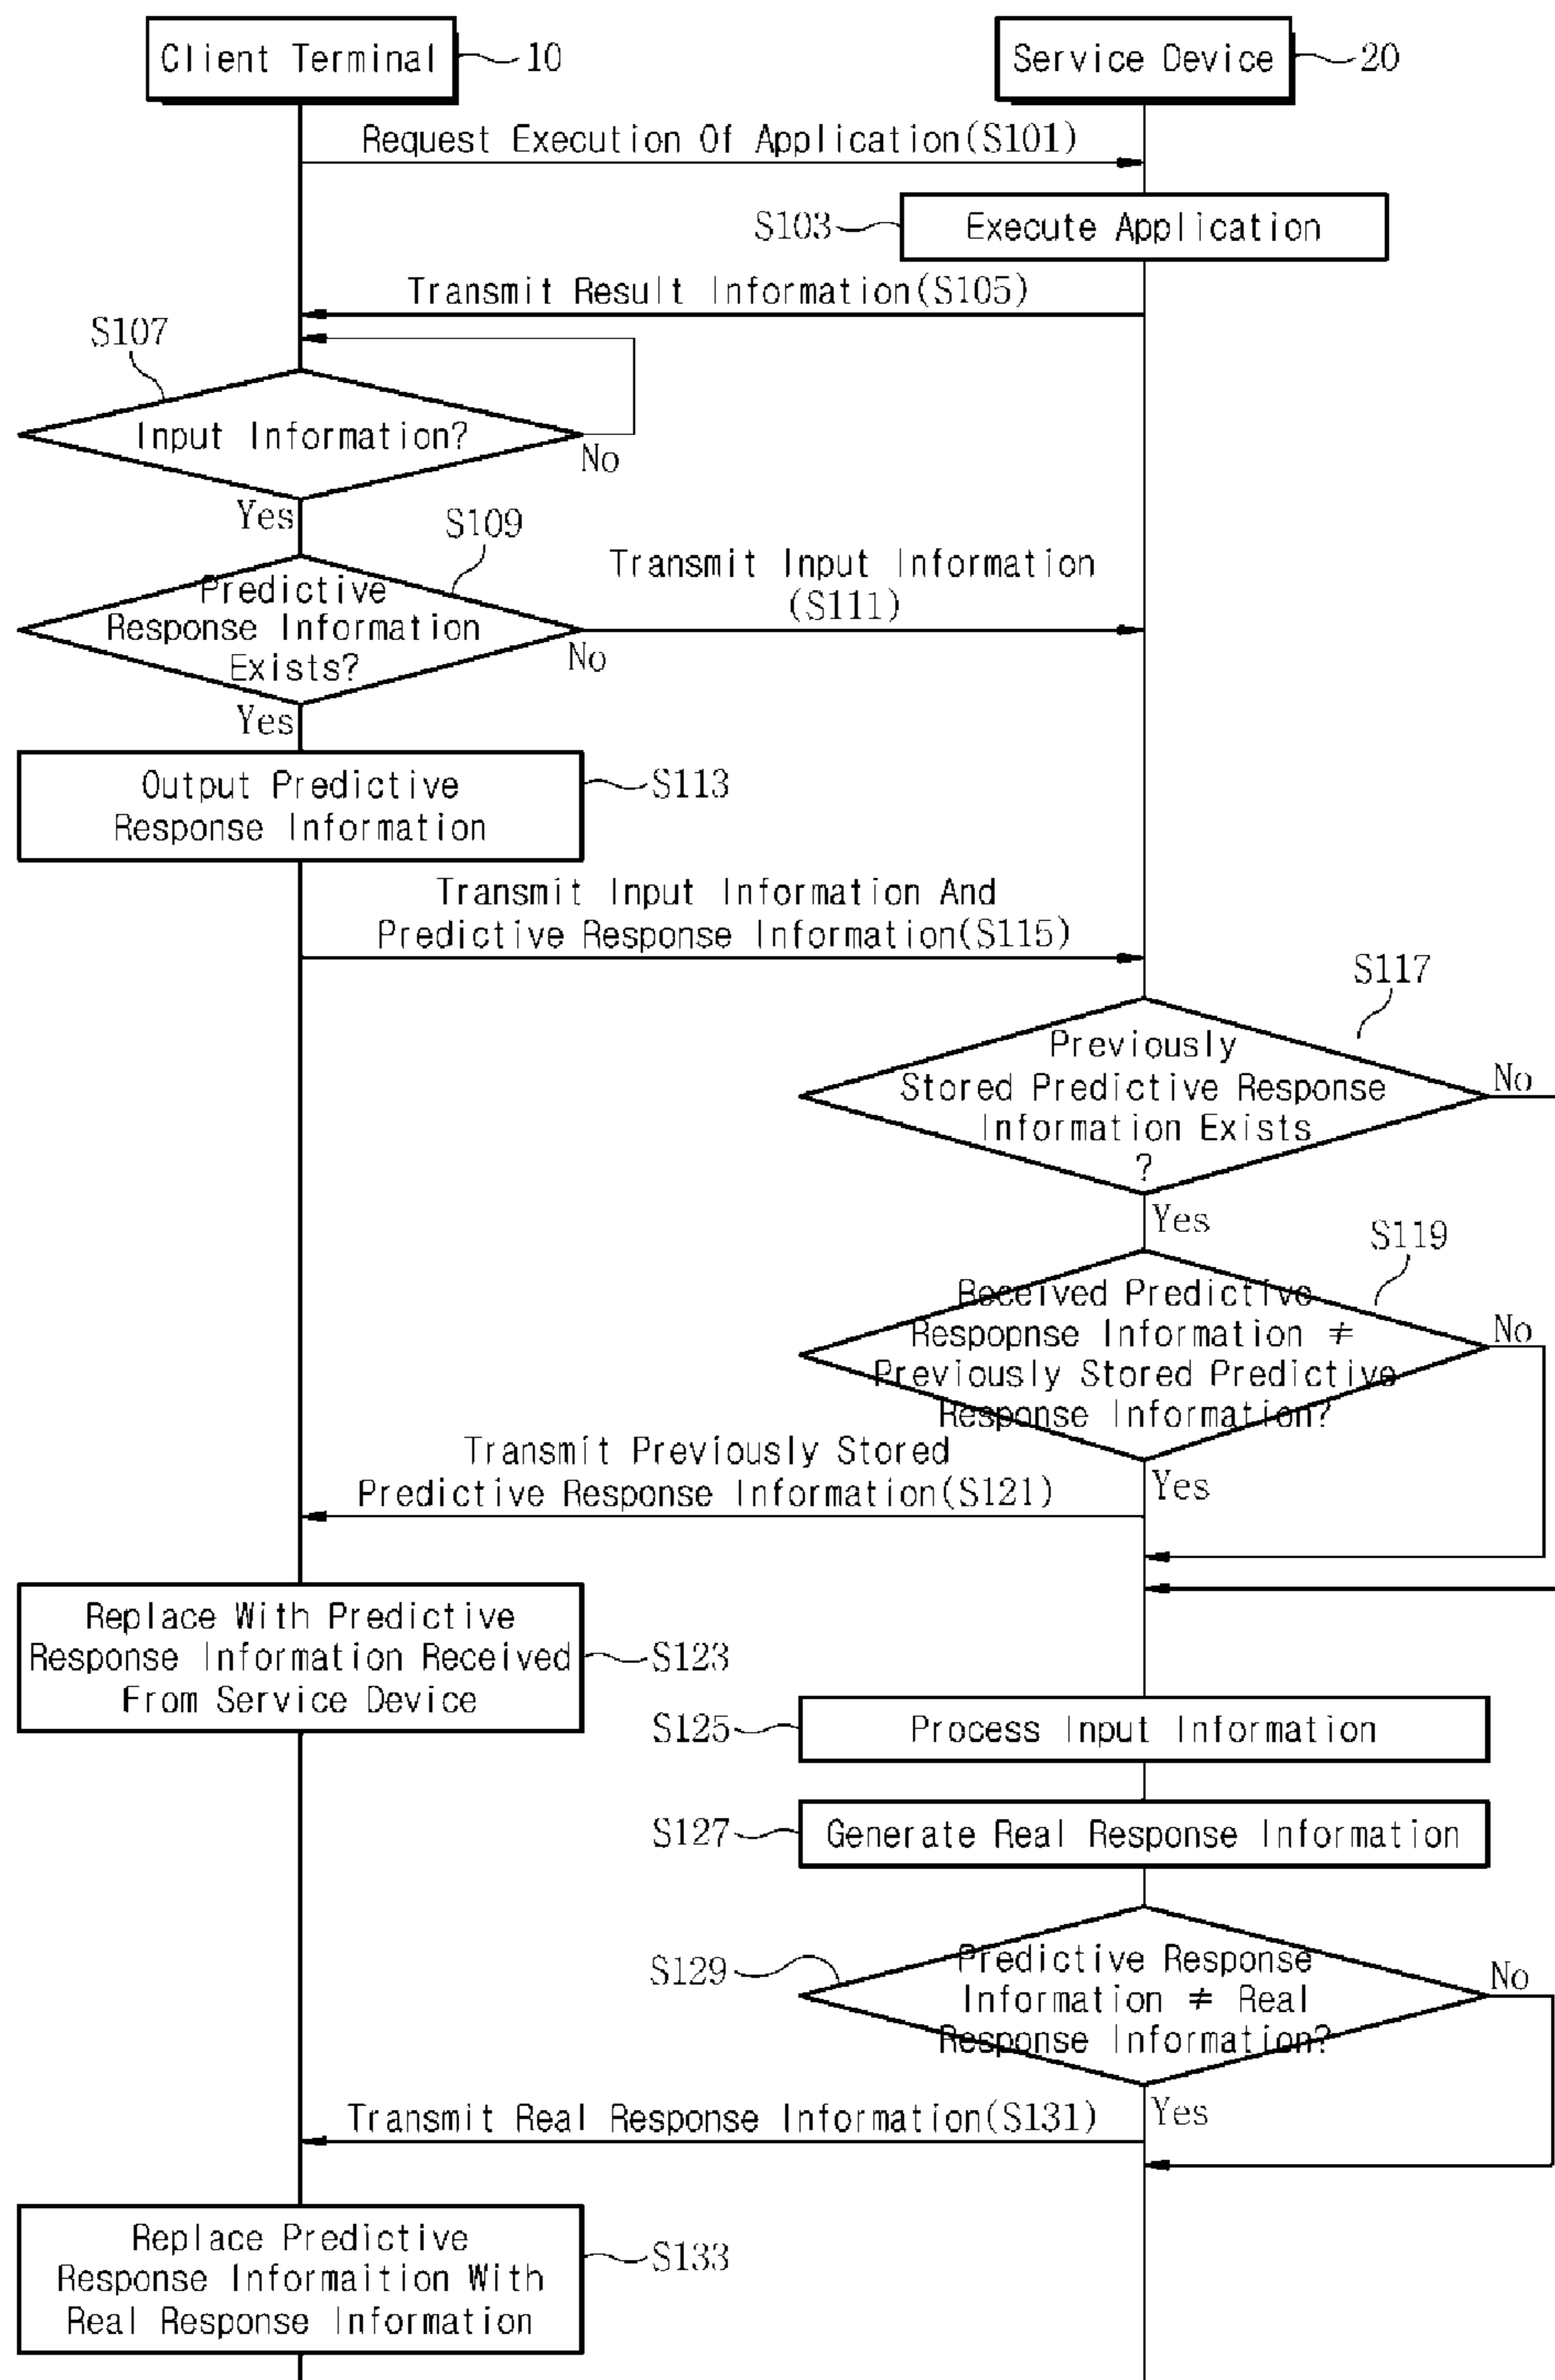 Client Terminal
10
Service Device
20
Request Execution Of Application(S101)
S103
Execute Application
Transmit Result Information(S105)
S107
Input Information?
No
Yes
S109
Predictive
Response Information
Exists?
Transmit Input Information
(S111)
No
Yes
Output Predictive
Response Information
S113
Transmit Input Information And
Predictive Response Information(S115)
S117
Previously
Stored Predictive Response
Information Exists
?
No
Yes
S119
Received Predictive
Respopnse Information ≠
Previously Stored Predictive
Response Information?
No
Yes
Transmit Previously Stored
Predictive Response Information(S121)
Replace With Predictive
Response Information Received
From Service Device
S123
S125
Process Input Information
S127
Generate Real Response Information
S129
Predictive Response
Information ≠ Real
Response Information?
No
Yes
Transmit Real Response Information(S131)
Replace Predictive
Response Informaition With
Real Response Information
S133